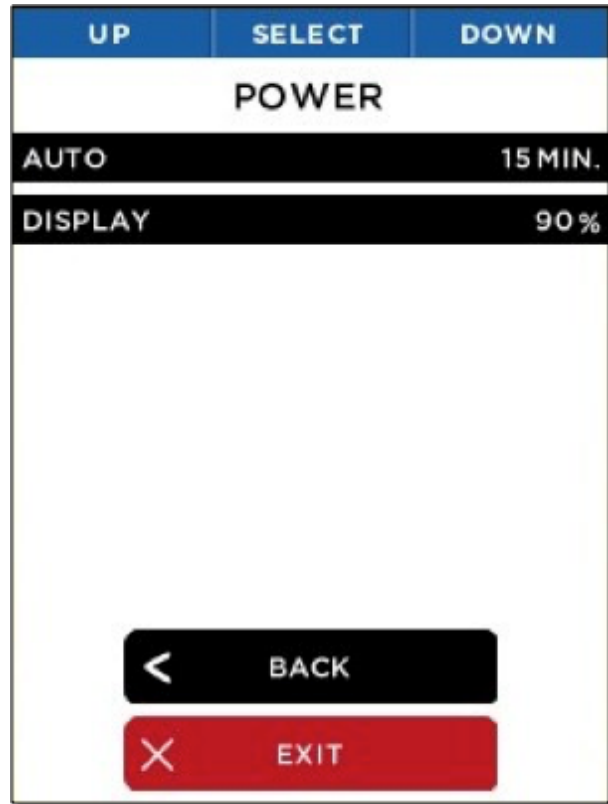 UP SELECT DOWN
POWER
AUTO 15 MIN.
DISPLAY 90%
< BACK
X EXIT